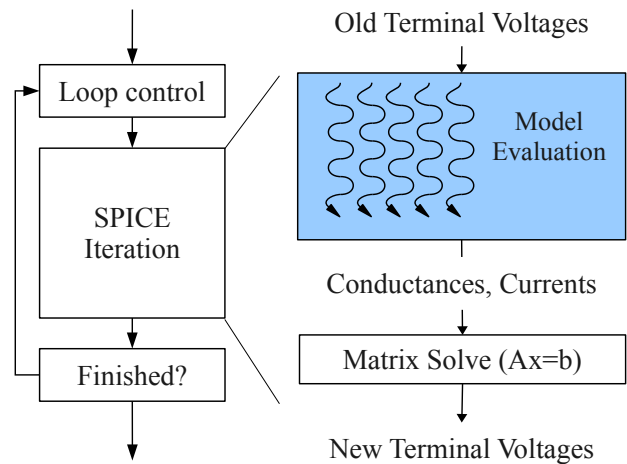 Loop control
SPICE
Iteration
Finished?
Old Terminal Voltages
Model
Evaluation
Conductances, Currents
Matrix Solve (Ax=b)
New Terminal Voltages